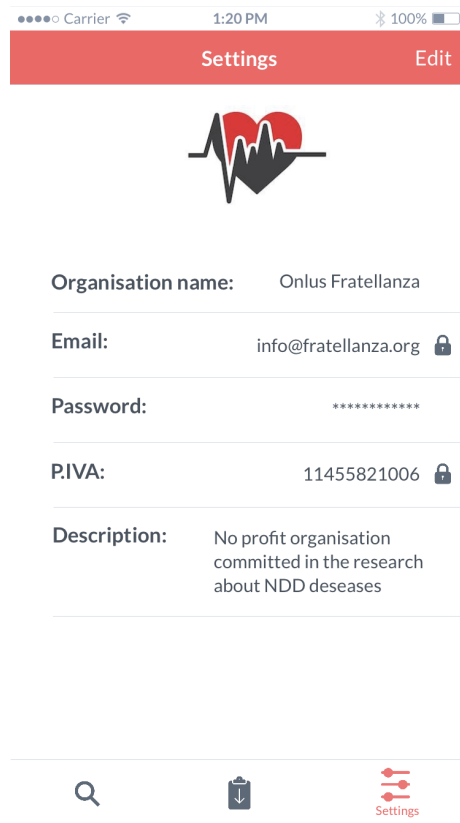 Carrier 1:20 PM 100%
Settings Edit
Organisation name: Onlus Fratellanza
Email: info@fratellanza.org
Password: ************
P.IVA: 11455821006
Description: No profit organisation
committed in the research
about NDD deseases
Settings